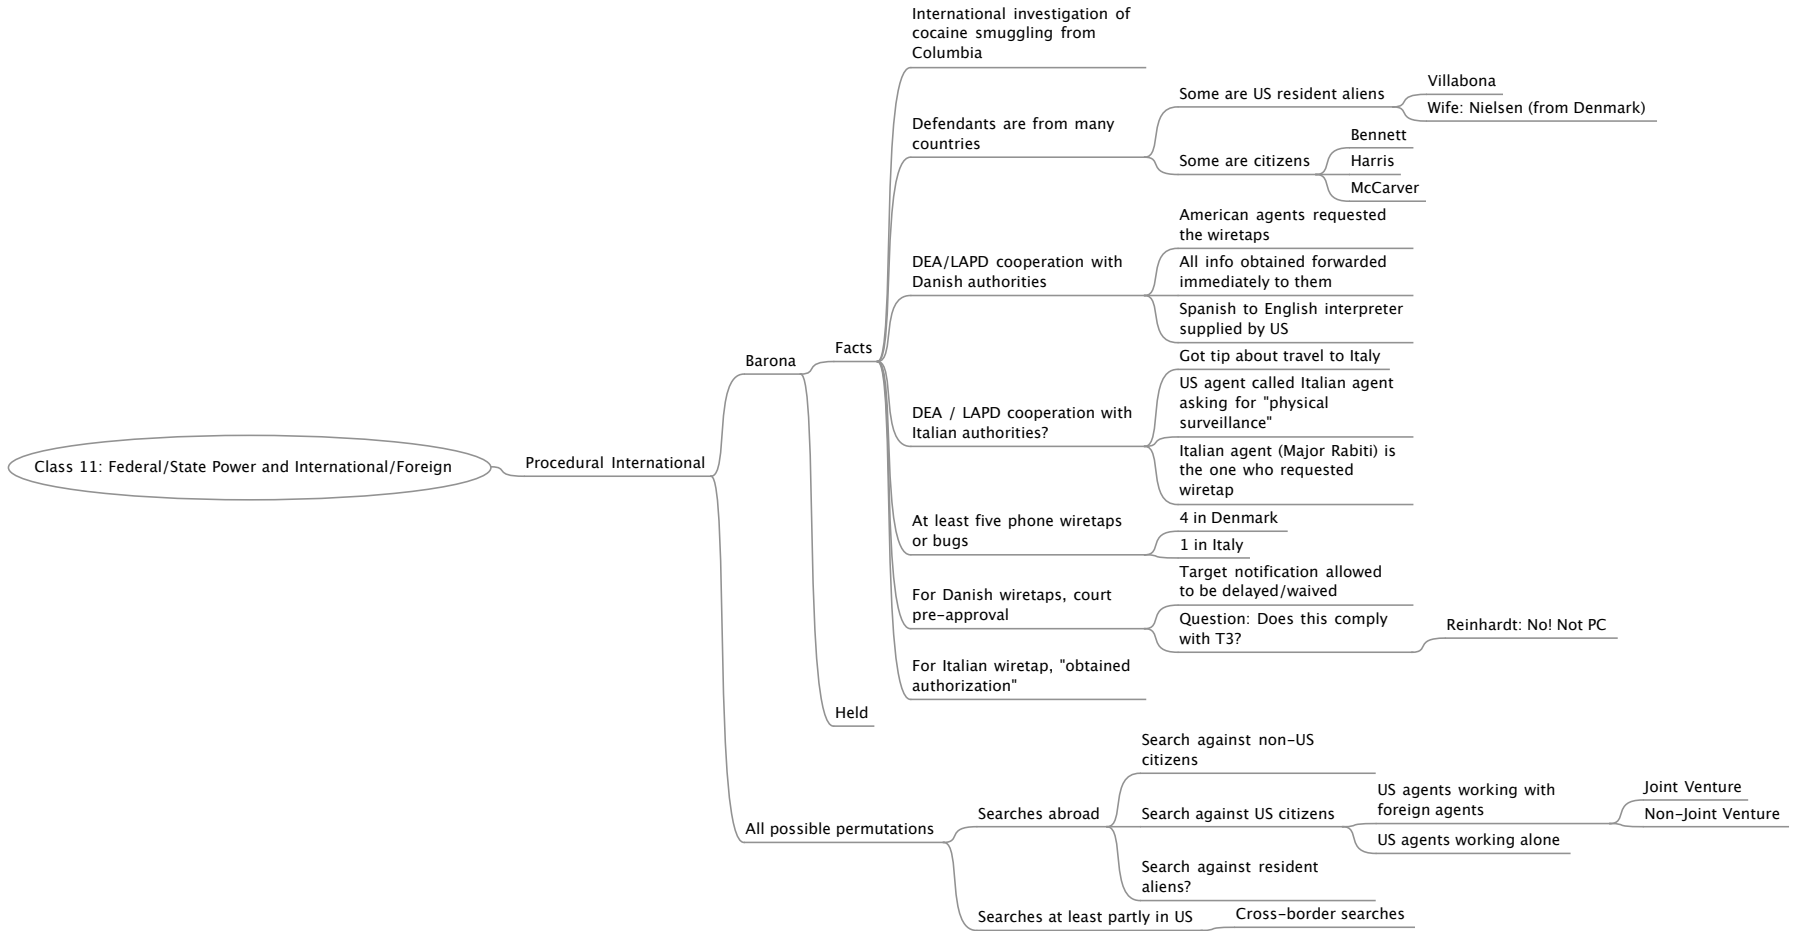 Class 11: Federal/State Power and International/Foreign
Procedural International
Barona
Facts
International investigation of
cocaine smuggling from
Columbia
Defendants are from many
countries
Some are US resident aliens
Villabona
Wife: Nielsen (from Denmark)
Some are citizens
Bennett
Harris
McCarver
DEA/LAPD cooperation with
Danish authorities
American agents requested
the wiretaps
All info obtained forwarded
immediately to them
Spanish to English interpreter
supplied by US
DEA / LAPD cooperation with
Italian authorities?
Got tip about travel to Italy
US agent called Italian agent
asking for "physical
surveillance"
Italian agent (Major Rabiti) is
the one who requested
wiretap
At least five phone wiretaps
or bugs
4 in Denmark
1 in Italy
For Danish wiretaps, court
pre-approval
Target notification allowed
to be delayed/waived
Question: Does this comply
with T3?
Reinhardt: No! Not PC
For Italian wiretap, "obtained
authorization"
Held
All possible permutations
Searches abroad
Search against non-US
citizens
Search against US citizens
US agents working with
foreign agents
Joint Venture
Non-Joint Venture
US agents working alone
Search against resident
aliens?
Searches at least partly in US
Cross-border searches